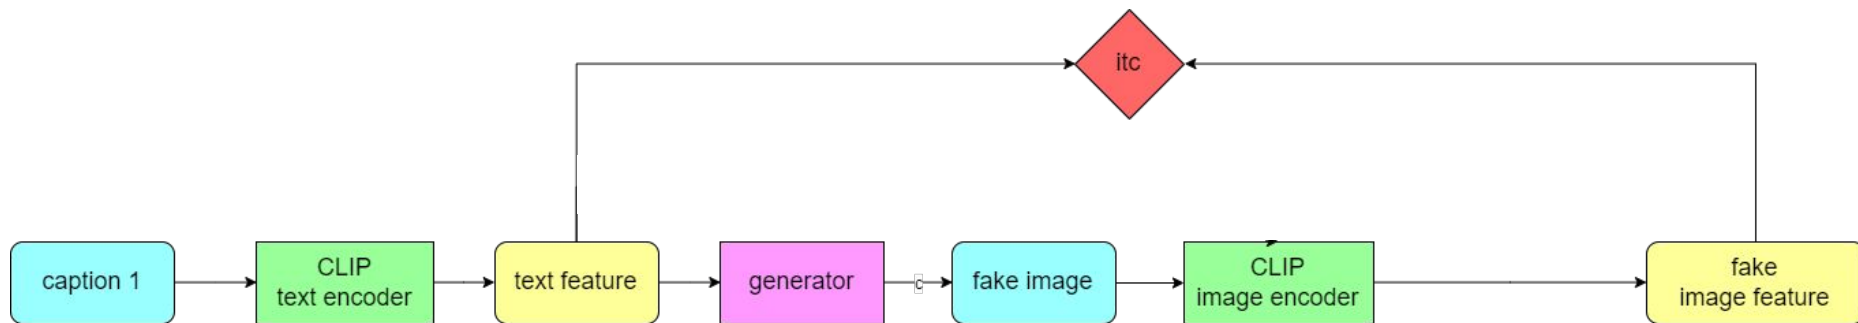 itc
caption 1
CLIP
text encoder
text feature
generator
c
fake image
CLIP
image encoder
fake
image feature